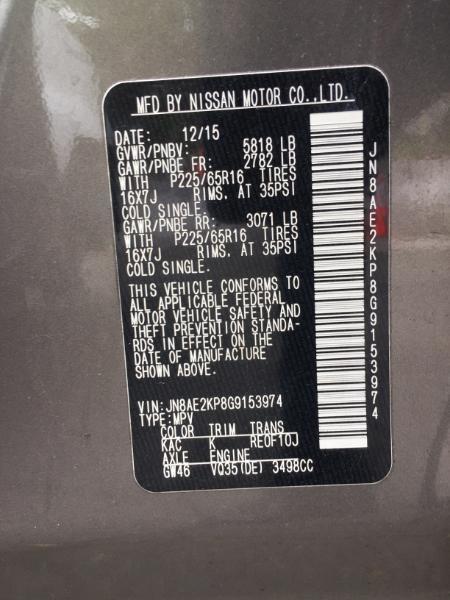 MFD BY NISSAN MOTOR CO.,LTD.
DATE: 12/15
GVWR/PNBV: 5818 LB
GAWR/PNBE FR: 2782 LB
WITH P225/65R16 TIRES
16X7J RIMS, AT 35PSI
COLD SINGLE.
GAWR/PNBE RR: 3071 LB
WITH P225/65R16 TIRES
16X7J RIMS, AT 35PSI
COLD SINGLE.
THIS VEHICLE CONFORMS TO
ALL APPLICABLE FEDERAL
MOTOR VEHICLE SAFETY AND
THEFT PREVENTION STANDA-
RDS IN EFFECT ON THE
DATE OF MANUFACTURE
SHOWN ABOVE.
VIN:JN8AE2KP8G9153974
TYPE:MPV
COLOR TRIM TRANS
KAC K RE0F10J
AXLE ENGINE
GW46 VQ35(DE) 3498CC
JN8AE2KP8G9153974